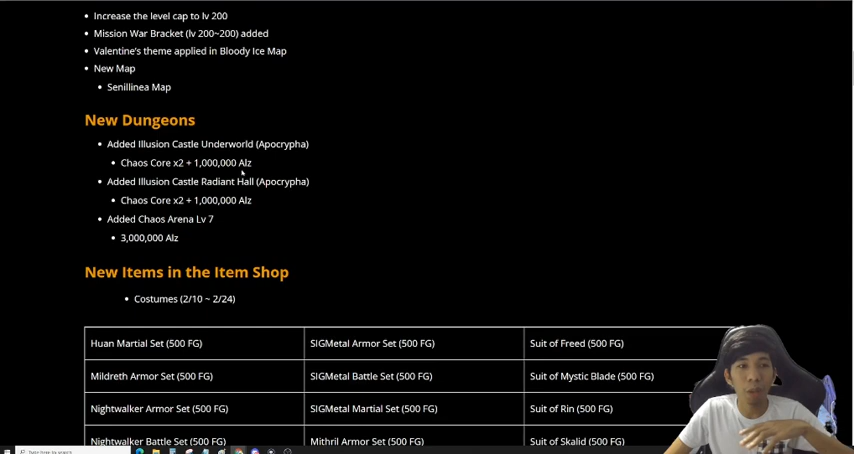 Increase the level cap to lv 200
Mission War Bracket (lv 200~200) added
Valentine's theme applied in Bloody Ice Map
New Map
Senillinea Map
New Dungeons
Added Illusion Castle Underworld (Apocrypha)
Chaos Core x2 + 1,000,000 Alz
Added Illusion Castle Radiant Hall (Apocrypha)
Chaos Core x2 + 1,000,000 Alz
Added Chaos Arena Lv 7
3,000,000 Alz
New Items in the Item Shop
Costumes (2/10 ~ 2/24)
Huan Martial Set (500 FG) SIGMetal Armor Set (500 FG) Suit of Freed (500 FG)
Mildreth Armor Set (500 FG) SIGMetal Battle Set (500 FG) Suit of Mystic Blade (500 FG)
Nightwalker Armor Set (500 FG) SIGMetal Martial Set (500 FG) Suit of Rin (500 FG)
Nightwalker Battle Set (500 FG) Mithril Armor Set (500 FG) Suit of Skalid (500 FG)
Type here to search